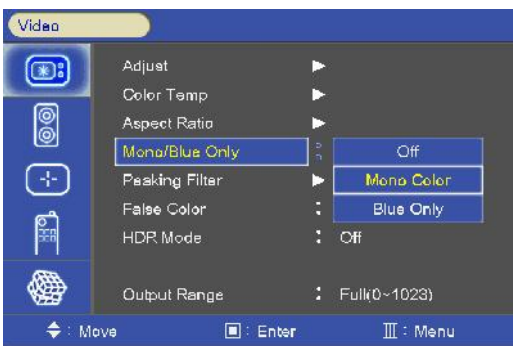 Video
Adjust
Color Temp
Aspect Ratio
Mono/Blue Only : Off
Peaking Filter Mono Color
False Color : Blue Only
HDR Mode : Off
Output Range : Full(0~1023)
: Move : Enter : Menu